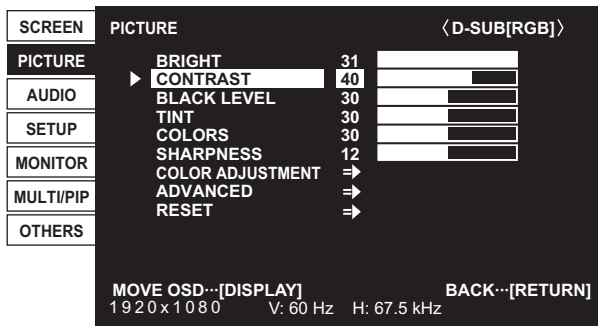 SCREEN
PICTURE
AUDIO
SETUP
MONITOR
MULTI/PIP
OTHERS
PICTURE 〈D-SUB[RGB]〉
BRIGHT 31
CONTRAST 40
BLACK LEVEL 30
TINT 30
COLORS 30
SHARPNESS 12
COLOR ADJUSTMENT
ADVANCED
RESET
MOVE OSD···[DISPLAY] BACK···[RETURN]
1920x1080 V: 60 Hz H: 67.5 kHz